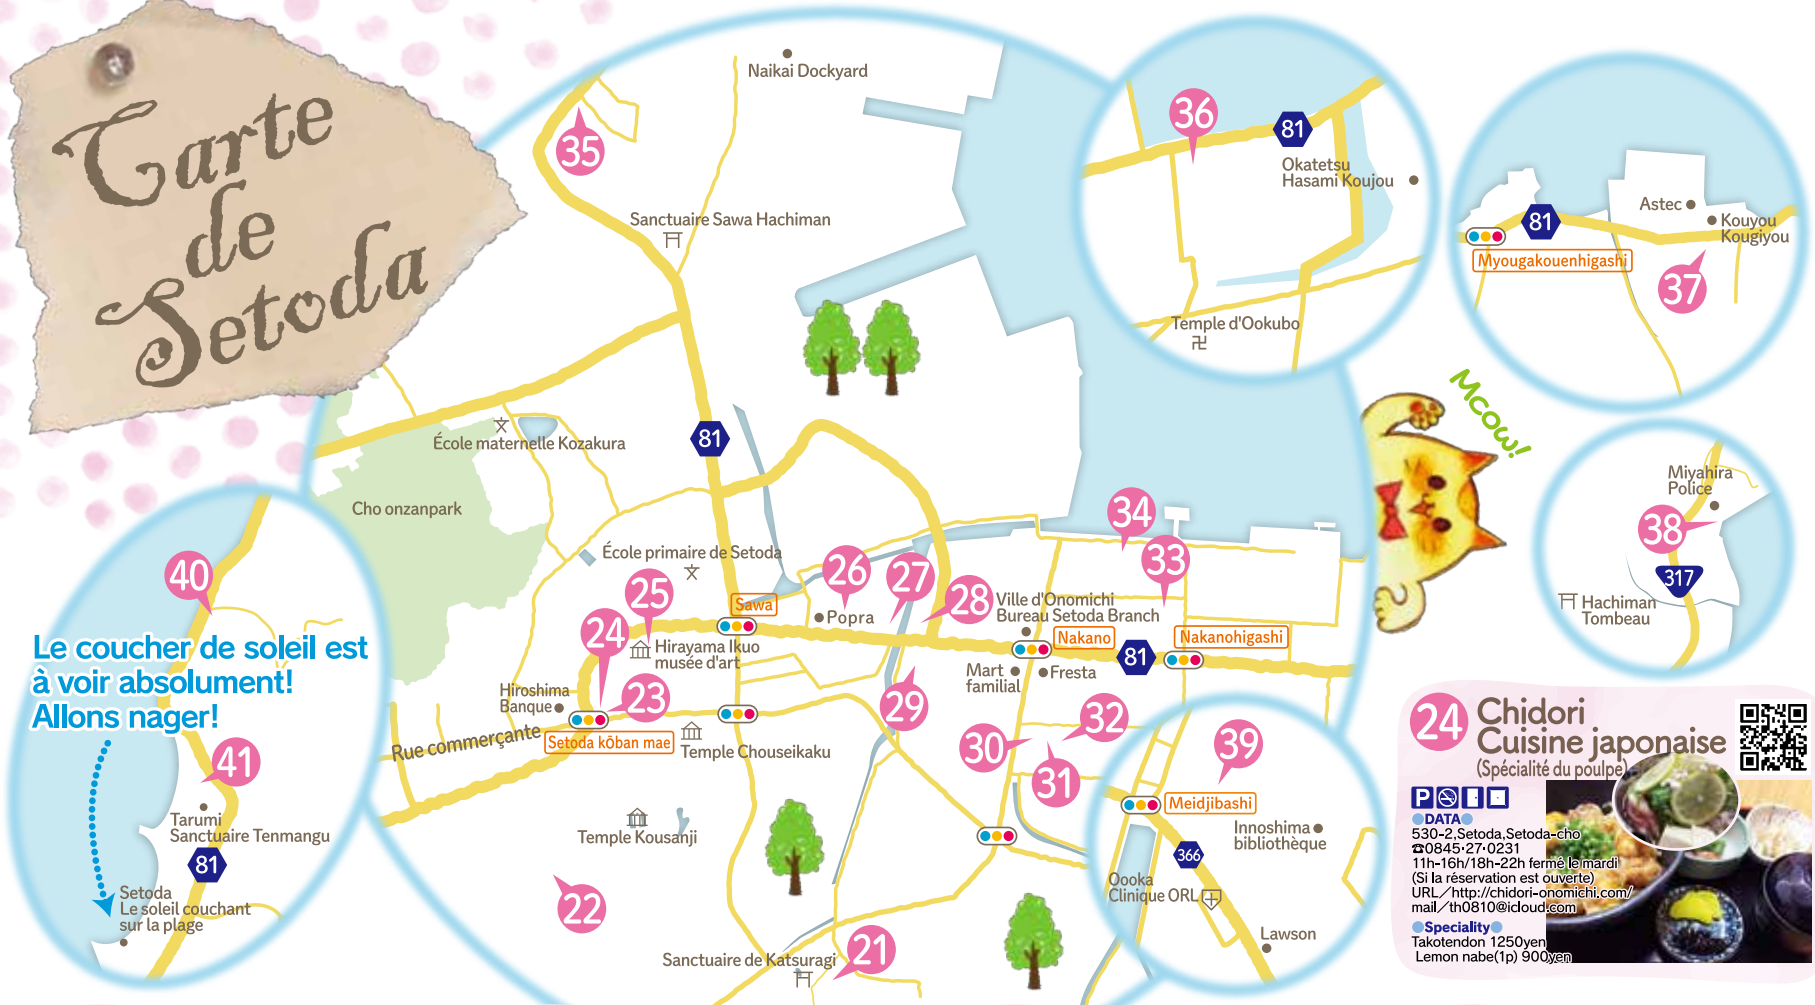 Carte
de
Setoda
Naikai Dockyard
35
Sanctuaire Sawa Hachiman
36
81
Okatetsu
Hasami Koujou
Temple d'Ookubo
81
Astec
Kouyou
Kougiyou
Myougakouenhigashi
37
Mcow!
École maternelle Kozakura
81
Cho onzanpark
Miyahira
Police
38
317
Hachiman
Tombeau
34
33
École primaire de Setoda
25
26
27
28
Sawa
Popra
Ville d'Onomichi
Bureau Setoda Branch
Nakano
Nakanohigashi
81
24
Hirayama Ikuo
musée d'art
Mart
familial
Fresta
Hiroshima
Banque
23
29
Rue commerçante
Setoda kōban mae
Temple Chouseikaku
30
31
32
39
Meidjibashi
Innoshima
bibliothèque
366
Oooka
Clinique ORL
Lawson
Temple Kousanji
22
Sanctuaire de Katsuragi
21
40
Le coucher de soleil est
à voir absolument!
Allons nager!
41
Tarumi
Sanctuaire Tenmangu
81
Setoda
Le soleil couchant
sur la plage
24
Chidori
Cuisine japonaise
(Spécialité du poulpe)
P
DATA
530-2,Setoda,Setoda-cho
☎0845・27・0231
11h-16h/18h-22h fermé le mardi
(Si la réservation est ouverte)
URL／http://chidori-onomichi.com/
mail／th0810@icloud.com
Speciality
Takotendon 1250yen
Lemon nabe(1p) 900yen